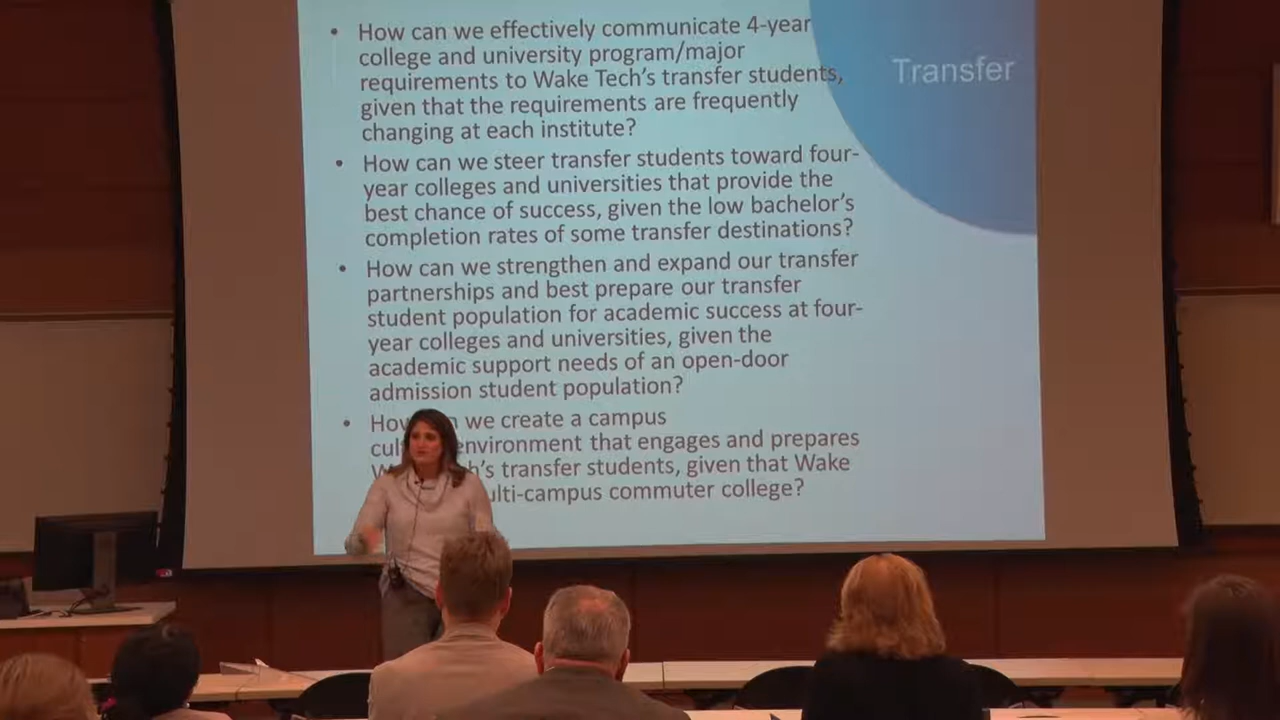 • How can we effectively communicate 4-year
college and university program/major
requirements to Wake Tech's transfer students,
given that the requirements are frequently
changing at each institute?
• How can we steer transfer students toward four-
year colleges and universities that provide the
best chance of success, given the low bachelor's
completion rates of some transfer destinations?
• How can we strengthen and expand our transfer
partnerships and best prepare our transfer
student population for academic success at four-
year colleges and universities, given the
academic support needs of an open-door
admission student population?
• How we create a campus
environment that engages and prepares
transfer students, given that Wake
commuter college?
Transfer